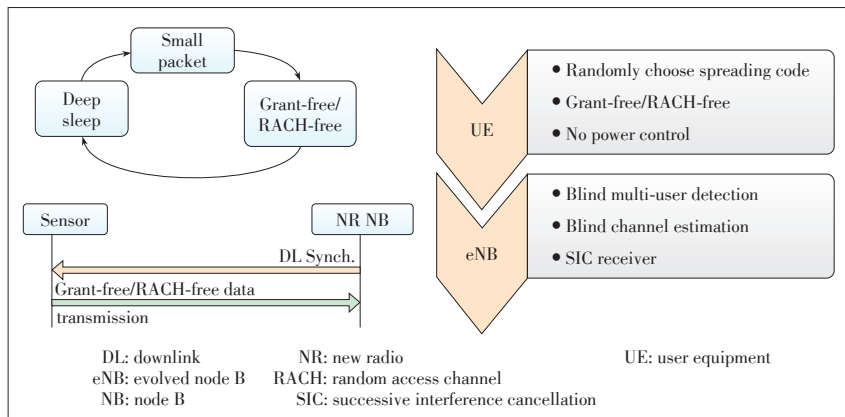 Small
packet
Deep
sleep
Grant-free/
RACH-free
Sensor
NR NB
DL Synch.
Grant-free/RACH-free data
transmission
UE
● Randomly choose spreading code
● Grant-free/RACH-free
● No power control
eNB
● Blind multi-user detection
● Blind channel estimation
● SIC receiver
DL: downlink
eNB: evolved node B
NB: node B
NR: new radio
RACH: random access channel
SIC: successive interference cancellation
UE: user equipment